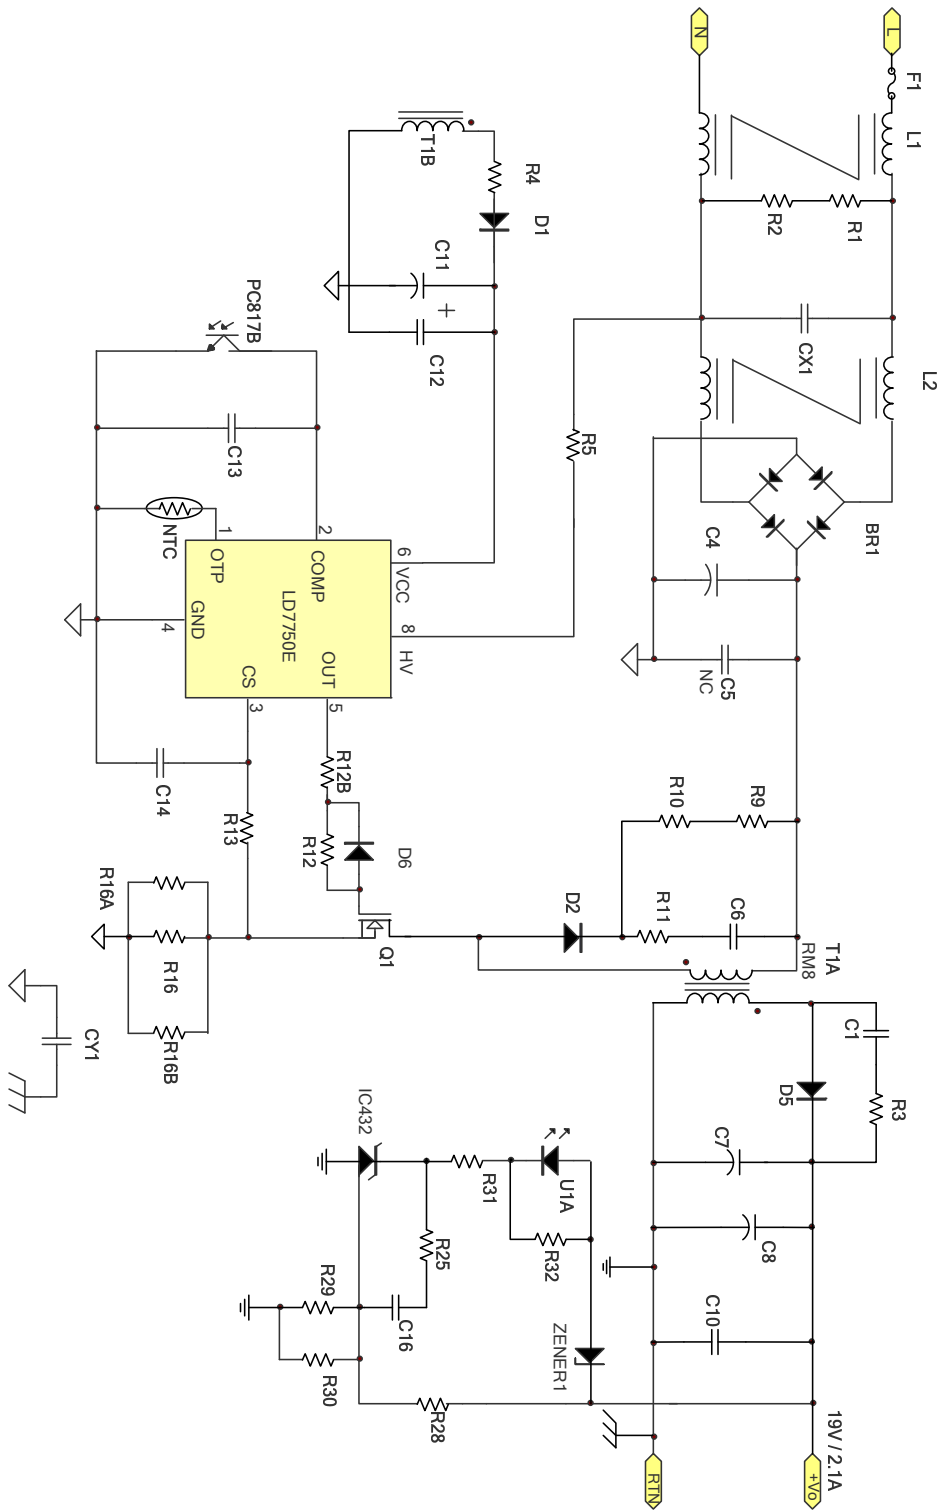 L
N
F1
L1
R1
R2
CX1
L2
BR1
T1B
R4
D1
C11
+
C12
PC817B
C13
NTC
R5
C4
C5
NC
1
OTP
2
COMP
6
VCC
8
HV
LD7750E
4
GND
CS
3
OUT
5
C14
R13
R12B
R12
D6
Q1
R9
R10
R11
C6
D2
T1A
RM8
R16A
R16
R16B
CY1
C1
R3
D5
C7
C8
C10
IC432
R31
U1A
R32
R25
C16
R29
R30
R28
ZENER1
19V / 2.1A
+Vo
RTN